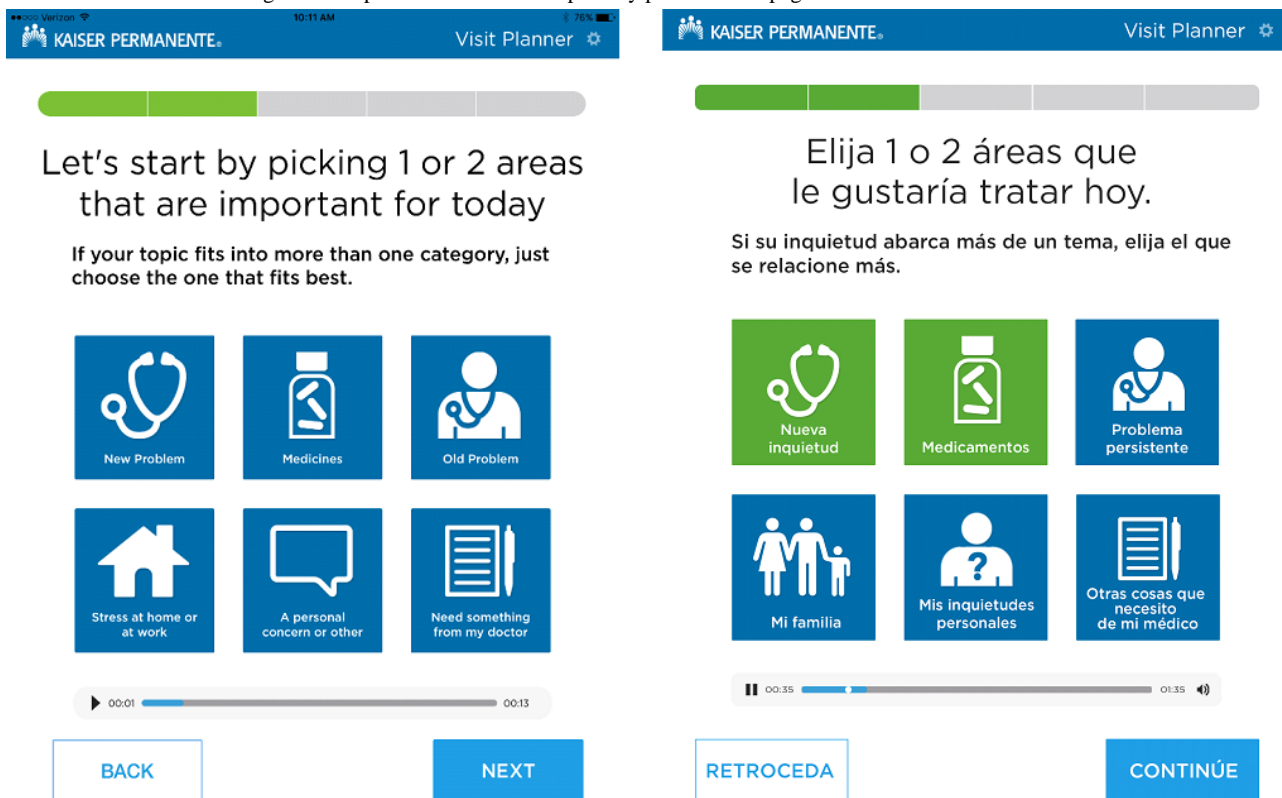 Verizon 10:11 AM 76%
KAISER PERMANENTE®
Visit Planner
Let's start by picking 1 or 2 areas
that are important for today
If your topic fits into more than one category, just
choose the one that fits best.
New Problem
Medicines
Old Problem
Stress at home or
at work
A personal
concern or other
Need something
from my doctor
00:01
00:13
BACK
NEXT
KAISER PERMANENTE®
Visit Planner
Elija 1 o 2 áreas que
le gustaría tratar hoy.
Si su inquietud abarca más de un tema, elija el que
se relacione más.
Nueva
inquietud
Medicamentos
Problema
persistente
Mi familia
?
Mis inquietudes
personales
Otras cosas que
necesito
de mi médico
00:35
01:35
RETROCEDA
CONTINÚE